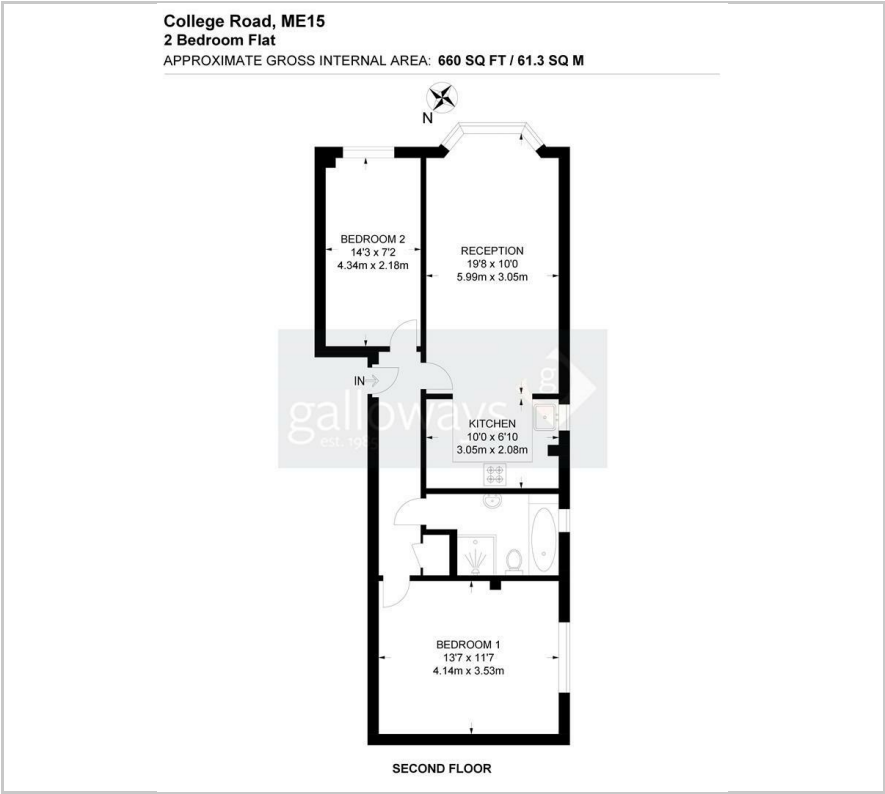 College Road, ME15
2 Bedroom Flat
APPROXIMATE GROSS INTERNAL AREA: 660 SQ FT / 61.3 SQ M
N
BEDROOM 2
14'3 x 7'2
4.34m x 2.18m
RECEPTION
19'8 x 10'0
5.99m x 3.05m
IN
galloways
est. 1985
KITCHEN
10'0 x 6'10
3.05m x 2.08m
BEDROOM 1
13'7 x 11'7
4.14m x 3.53m
SECOND FLOOR